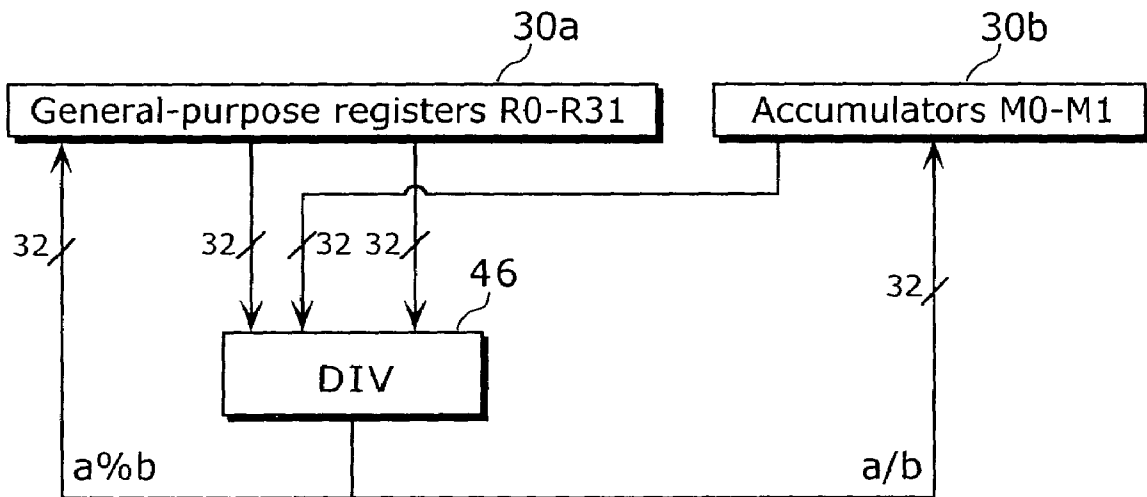 30a
30b
General-purpose registers R0-R31
Accumulators M0-M1
32
32
32
32
32
46
DIV
a%b
a/b